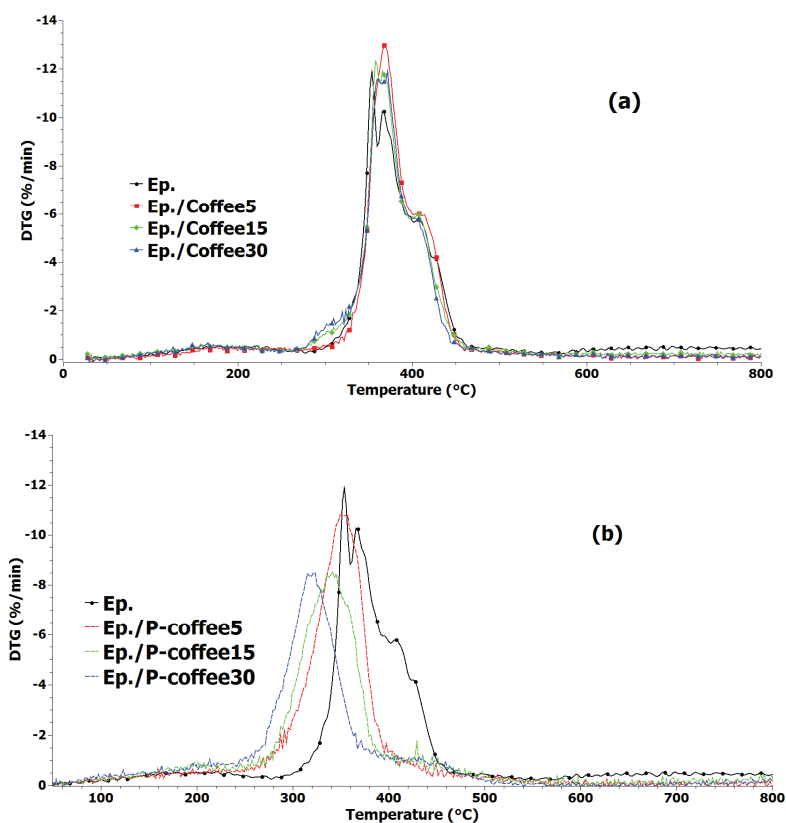 -14
-12
-10
-8
-6
-4
-2
0
DTG (%/min)
(a)
Ep.
Ep./Coffee5
Ep./Coffee15
Ep./Coffee30
0 200 400 600 800
Temperature (ºC)
-14
-12
-10
-8
-6
-4
-2
0
DTG (%/min)
(b)
Ep.
Ep./P-coffee5
Ep./P-coffee15
Ep./P-coffee30
100 200 300 400 500 600 700 800
Temperature (ºC)